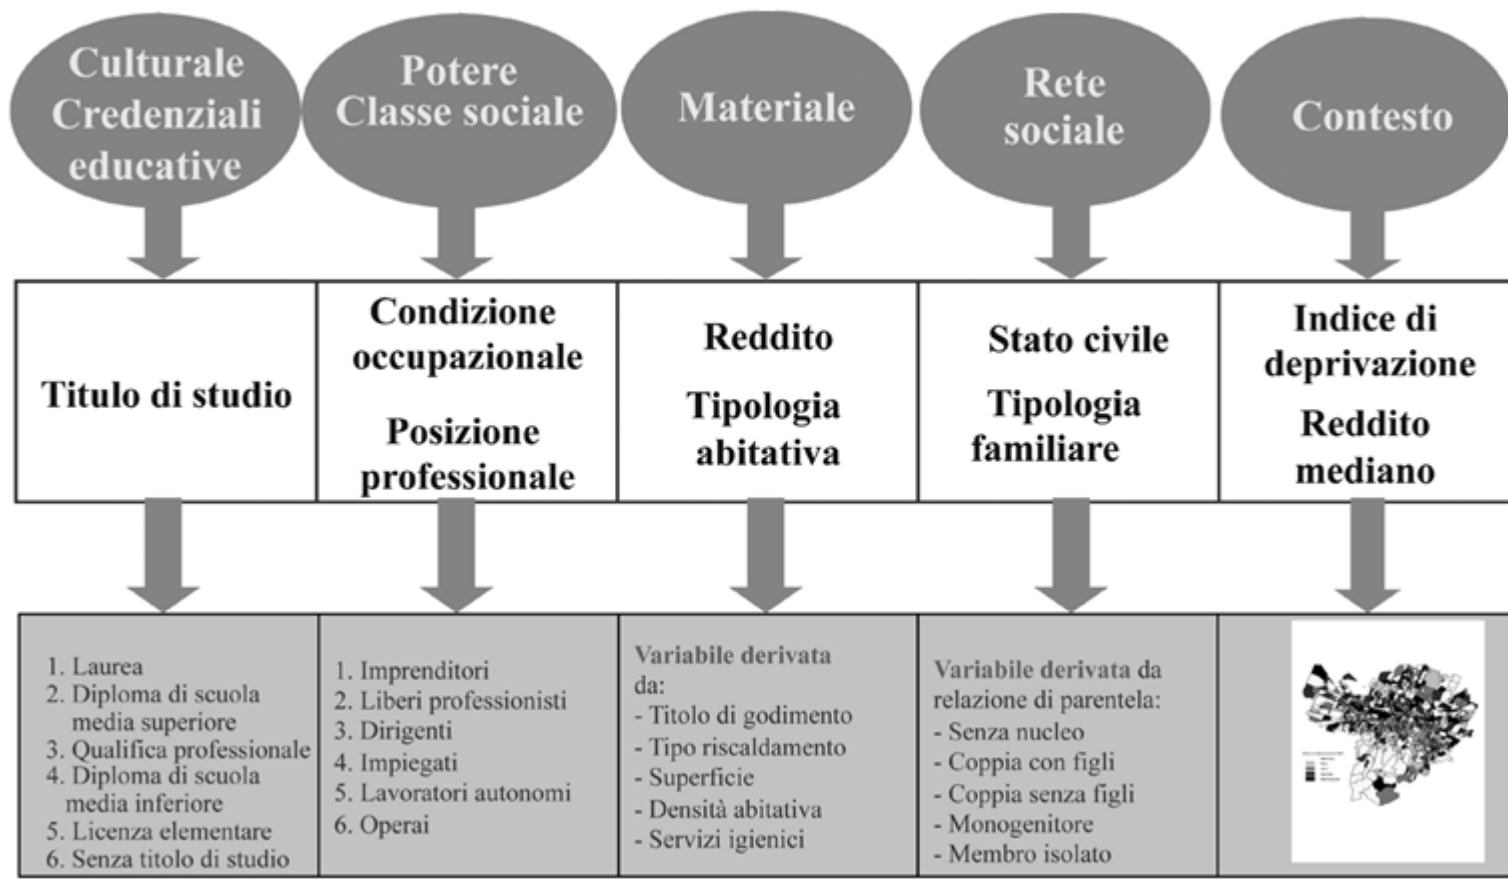 Culturale
Credenziali
educative
Potere
Classe sociale
Materiale
Rete
sociale
Contesto
Titulo di studio
Condizione
occupazionale
Posizione
professionale
Reddito
Tipologia
abitativa
Stato civile
Tipologia
familiare
Indice di
deprivazione
Reddito
mediano
1. Laurea
2. Diploma di scuola
media superiore
3. Qualifica professionale
4. Diploma di scuola
media inferiore
5. Licenza elementare
6. Senza titolo di studio
1. Imprenditori
2. Liberi professionisti
3. Dirigenti
4. Impiegati
5. Lavoratori autonomi
6. Operai
Variabile derivata
da:
- Titolo di godimento
- Tipo riscaldamento
- Superficie
- Densità abitativa
- Servizi igienici
Variabile derivata da
relazione di parentela:
- Senza nucleo
- Coppia con figli
- Coppia senza figli
- Monogenitore
- Membro isolato